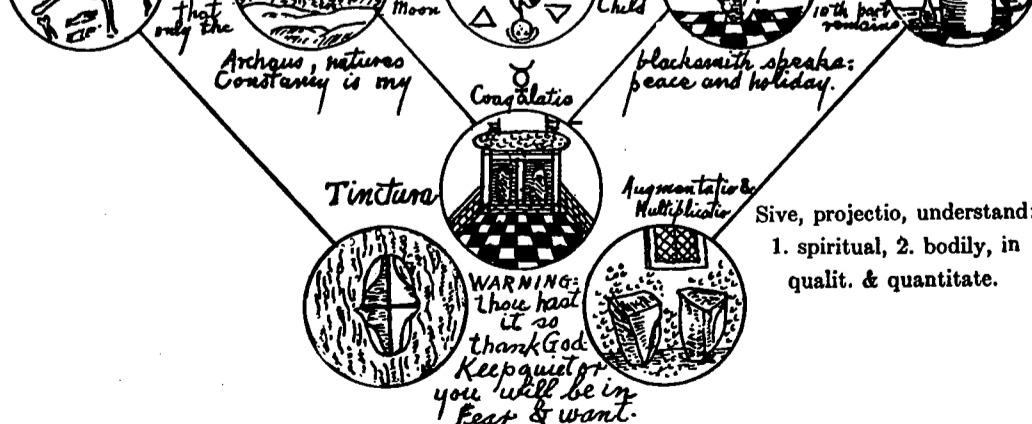 that
only the
Moon
Child
10th part
remains
Archaus, natures
Constancy is my
blacksmith speaks:
peace and holiday.
Coagulatio
Tinctura
Augmentatio &
Multiplicatio
Sive, projectio, understand:
1. spiritual, 2. bodily, in
qualit. & quantitate.
WARNING:
thou hast
it so
thank God.
Keep quiet or
you will be in
Fear & want.